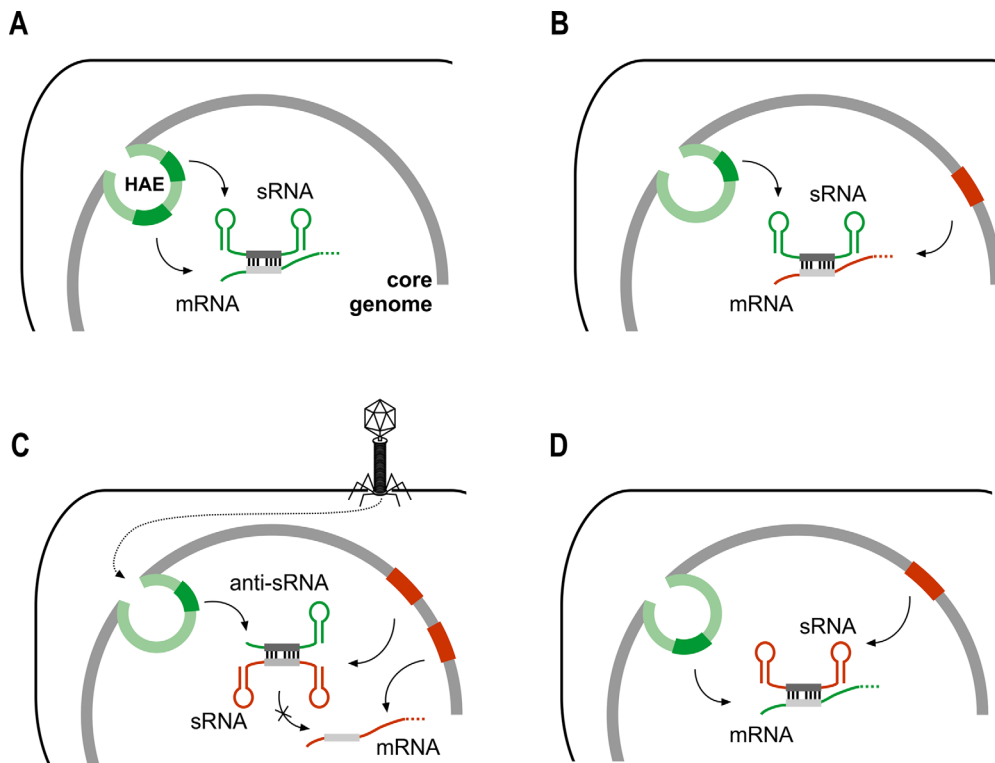 A
HAE
sRNA
mRNA
core
genome
B
sRNA
mRNA
C
anti-sRNA
sRNA
mRNA
D
sRNA
mRNA